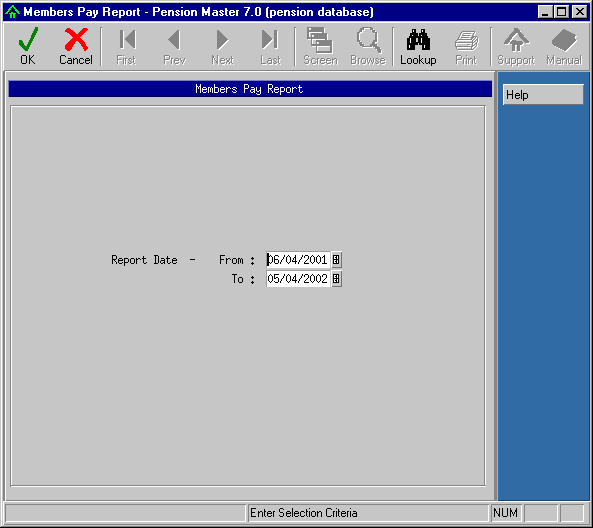 Members Pay Report - Pension Master 7.0 (pension database)
OK Cancel First Prev Next Last Screen Browse Lookup Print Support Manual
Members Pay Report
Help
Report Date - From : 06/04/2001
To : 05/04/2002
Enter Selection Criteria NUM